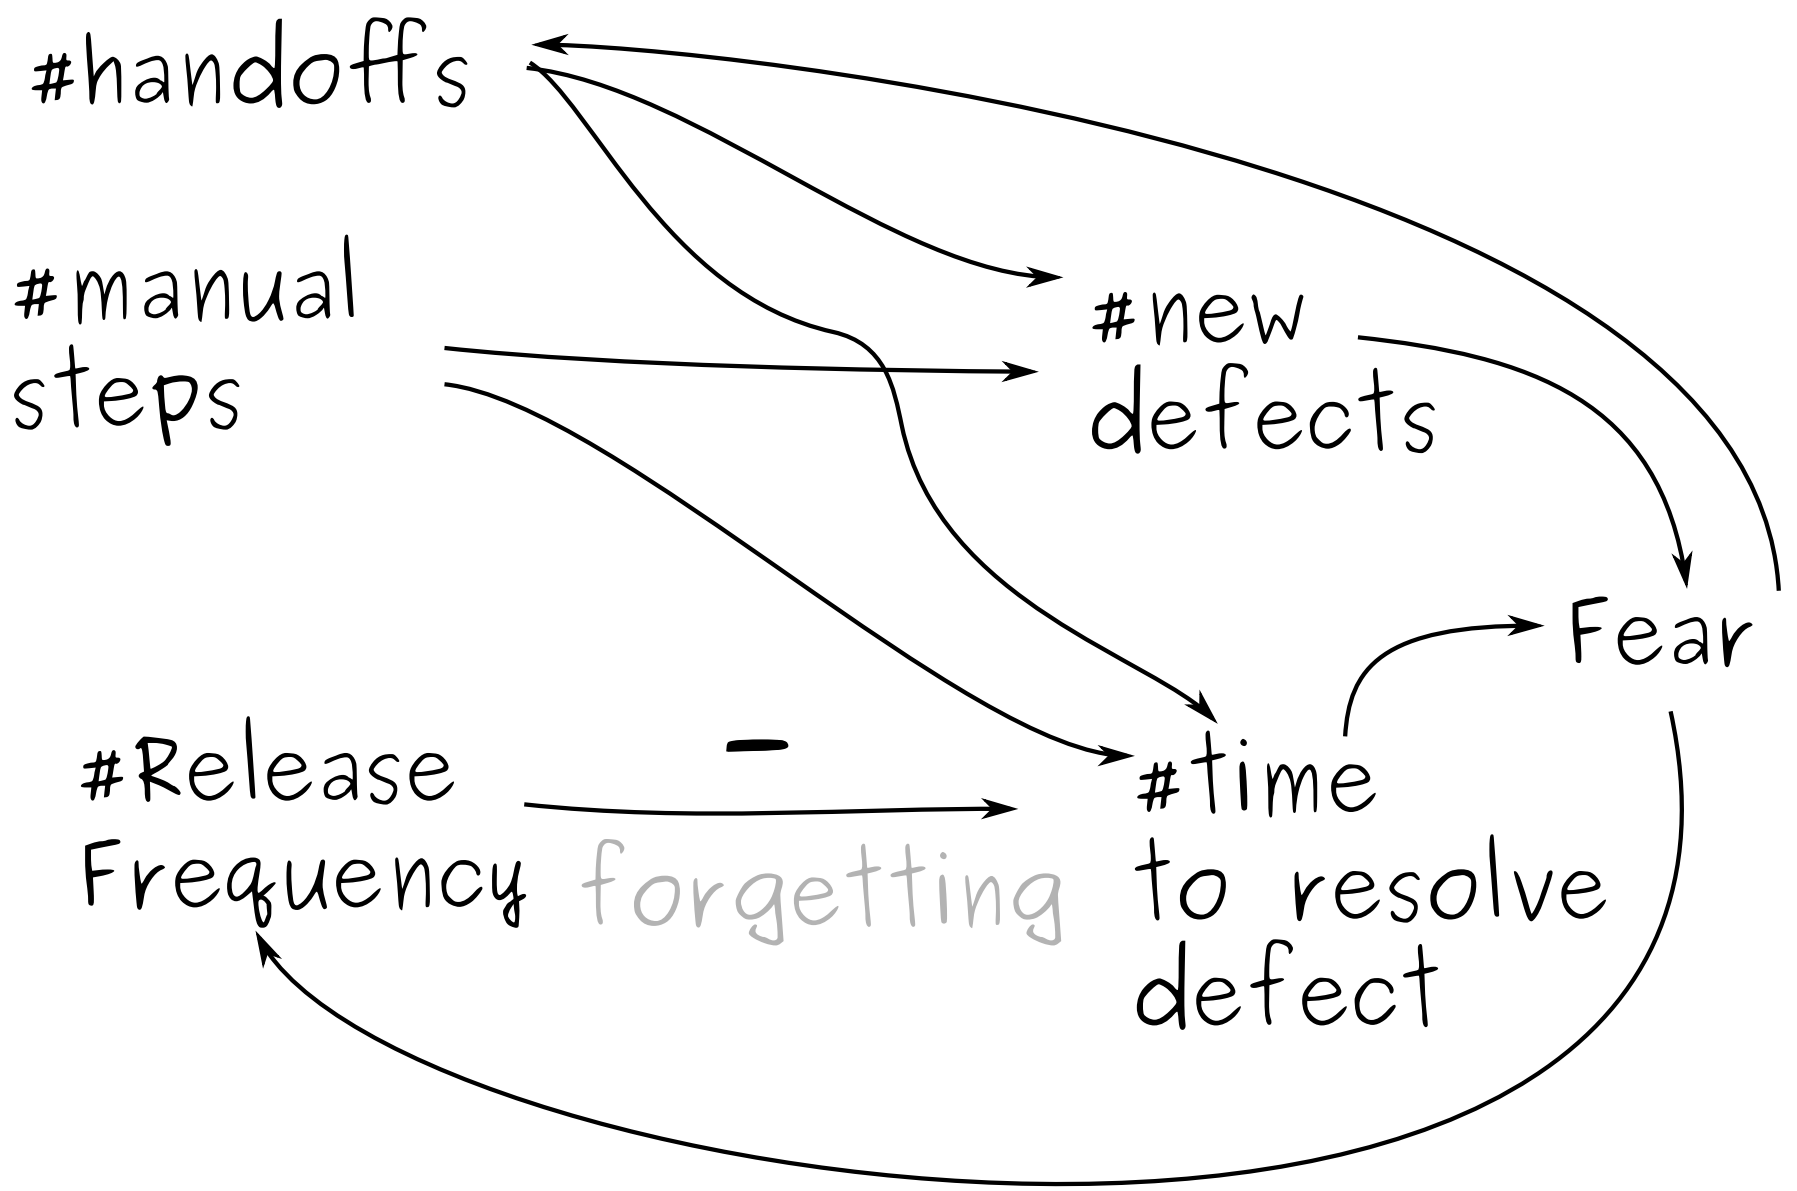 #handoffs
#manual
steps
#new
defects
Fear
#Release
Frequency
-
forgetting
#time
to resolve
defect